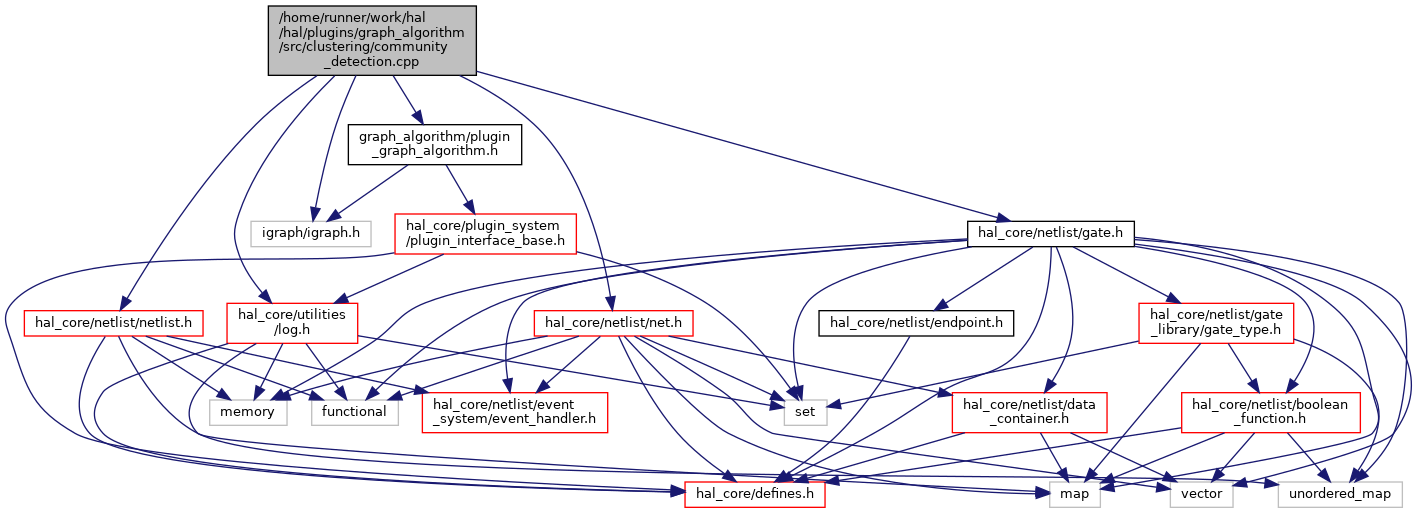 /home/runner/work/hal
/hal/plugins/graph_algorithm
/src/clustering/community
_detection.cpp
graph_algorithm/plugin
_graph_algorithm.h
igraph/igraph.h
hal_core/plugin_system
/plugin_interface_base.h
hal_core/netlist/gate.h
hal_core/netlist/netlist.h
hal_core/utilities
/log.h
hal_core/netlist/net.h
hal_core/netlist/endpoint.h
hal_core/netlist/gate
_library/gate_type.h
memory
functional
hal_core/netlist/event
_system/event_handler.h
set
hal_core/netlist/data
_container.h
hal_core/netlist/boolean
_function.h
hal_core/defines.h
map
vector
unordered_map